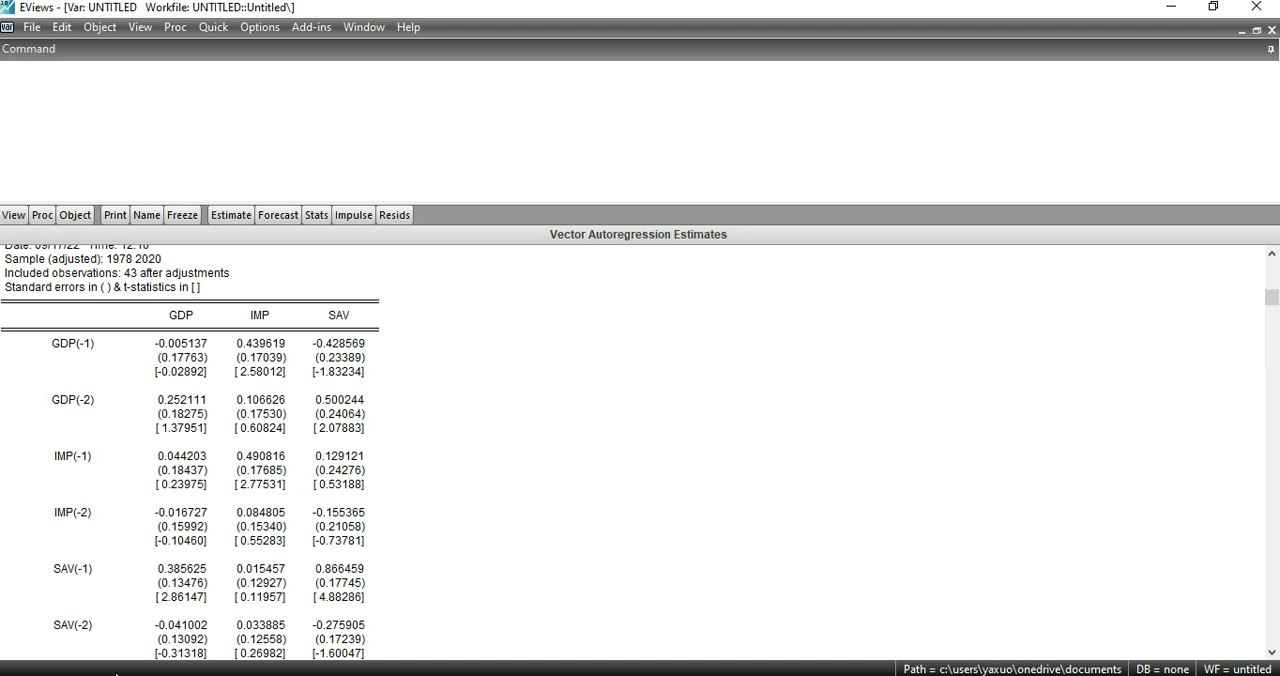 EViews - [Var: UNTITLED   Workfile: UNTITLED::Untitled\]
File Edit Object View Proc Quick Options Add-ins Window Help
Command
View Proc Object Print Name Freeze Estimate Forecast Stats Impulse Resids
Vector Autoregression Estimates
Date: 09/17/22 Time: 12:10
Sample (adjusted): 1978 2020
Included observations: 43 after adjustments
Standard errors in ( ) & t-statistics in [ ]
GDP IMP SAV
GDP(-1) -0.005137 0.439619 -0.428569
(0.17763) (0.17039) (0.23389)
[-0.02892] [ 2.58012] [-1.83234]
GDP(-2) 0.252111 0.106626 0.500244
(0.18275) (0.17530) (0.24064)
[ 1.37951] [ 0.60824] [ 2.07883]
IMP(-1) 0.044203 0.490816 0.129121
(0.18437) (0.17685) (0.24276)
[ 0.23975] [ 2.77531] [ 0.53188]
IMP(-2) -0.016727 0.084805 -0.155365
(0.15992) (0.15340) (0.21058)
[-0.10460] [ 0.55283] [-0.73781]
SAV(-1) 0.385625 0.015457 0.866459
(0.13476) (0.12927) (0.17745)
[ 2.86147] [ 0.11957] [ 4.88286]
SAV(-2) -0.041002 0.033885 -0.275905
(0.13092) (0.12558) (0.17239)
[-0.31318] [ 0.26982] [-1.60047]
Path = c:\users\yaxuo\onedrive\documents DB = none WF = untitled